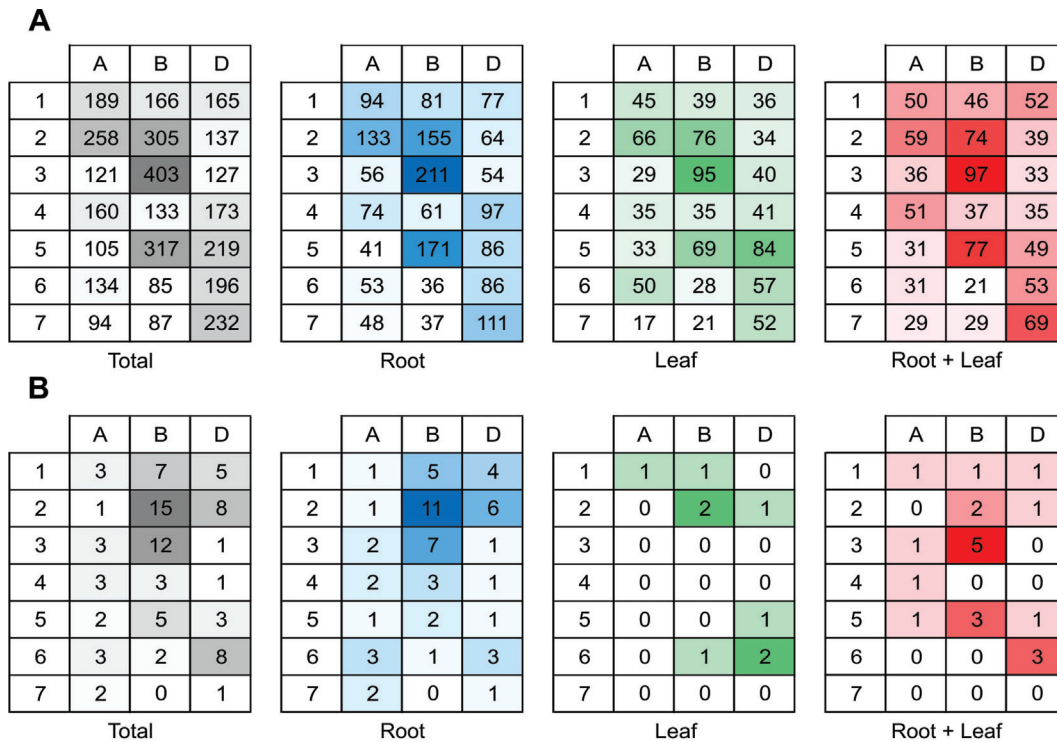 A
A B D A B D A B D A B D
1 189 166 165 1 94 81 77 1 45 39 36 1 50 46 52
2 258 305 137 2 133 155 64 2 66 76 34 2 59 74 39
3 121 403 127 3 56 211 54 3 29 95 40 3 36 97 33
4 160 133 173 4 74 61 97 4 35 35 41 4 51 37 35
5 105 317 219 5 41 171 86 5 33 69 84 5 31 77 49
6 134 85 196 6 53 36 86 6 50 28 57 6 31 21 53
7 94 87 232 7 48 37 111 7 17 21 52 7 29 29 69
Total Root Leaf Root + Leaf
B
A B D A B D A B D A B D
1 3 7 5 1 1 5 4 1 1 1 0 1 1 1 1
2 1 15 8 2 1 11 6 2 0 2 1 2 0 2 1
3 3 12 1 3 2 7 1 3 0 0 0 3 1 5 0
4 3 3 1 4 2 3 1 4 0 0 0 4 1 0 0
5 2 5 3 5 1 2 1 5 0 0 1 5 1 3 1
6 3 2 8 6 3 1 3 6 0 1 2 6 0 0 3
7 2 0 1 7 2 0 1 7 0 0 0 7 0 0 0
Total Root Leaf Root + Leaf